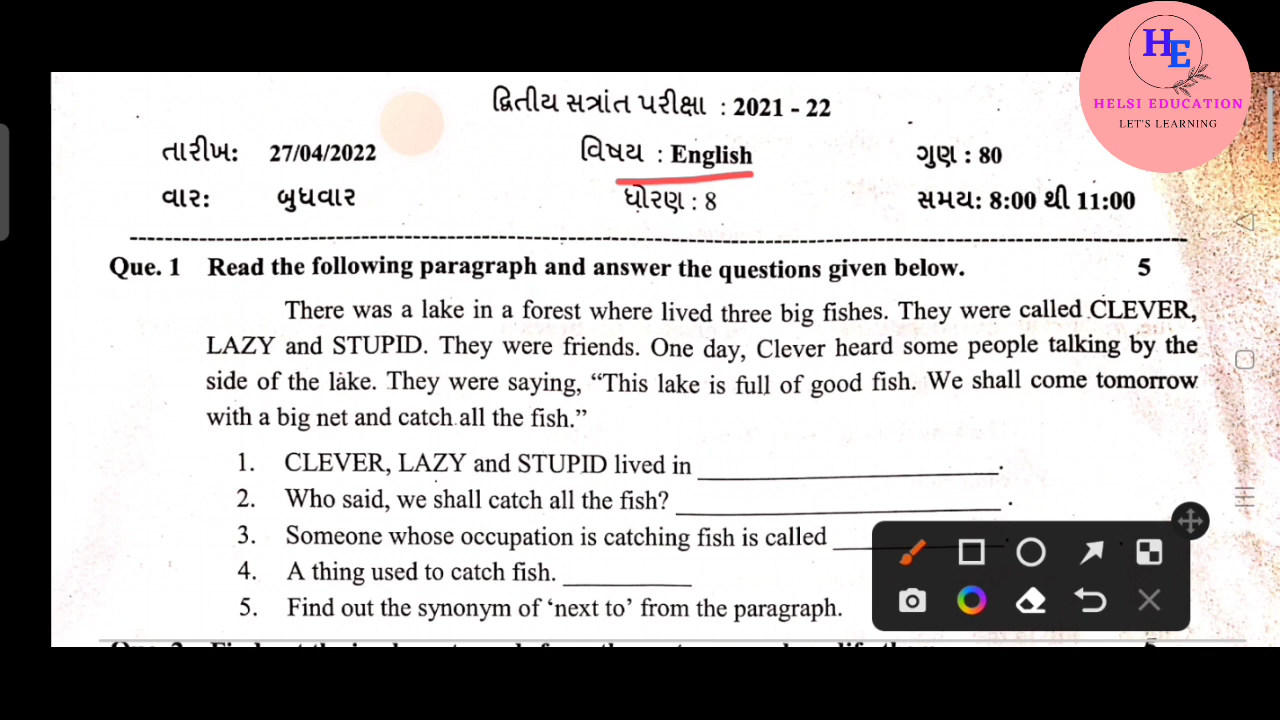 HE
HELSI EDUCATION
LET'S LEARNING
દ્વિતીય સત્રાંત પરીક્ષા : 2021 - 22
તારીખ: 27/04/2022 વિષય : English ગુણ : 80
વાર: બુધવાર ધોરણ : 8 સમય: 8:00 થી 11:00
Que. 1 Read the following paragraph and answer the questions given below. 5
There was a lake in a forest where lived three big fishes. They were called CLEVER,
LAZY and STUPID. They were friends. One day, Clever heard some people talking by the
side of the lake. They were saying, “This lake is full of good fish. We shall come tomorrow
with a big net and catch all the fish.”
1. CLEVER, LAZY and STUPID lived in ____________________.
2. Who said, we shall catch all the fish? ____________________ .
3. Someone whose occupation is catching fish is called __________
4. A thing used to catch fish. __________
5. Find out the synonym of ‘next to’ from the paragraph.